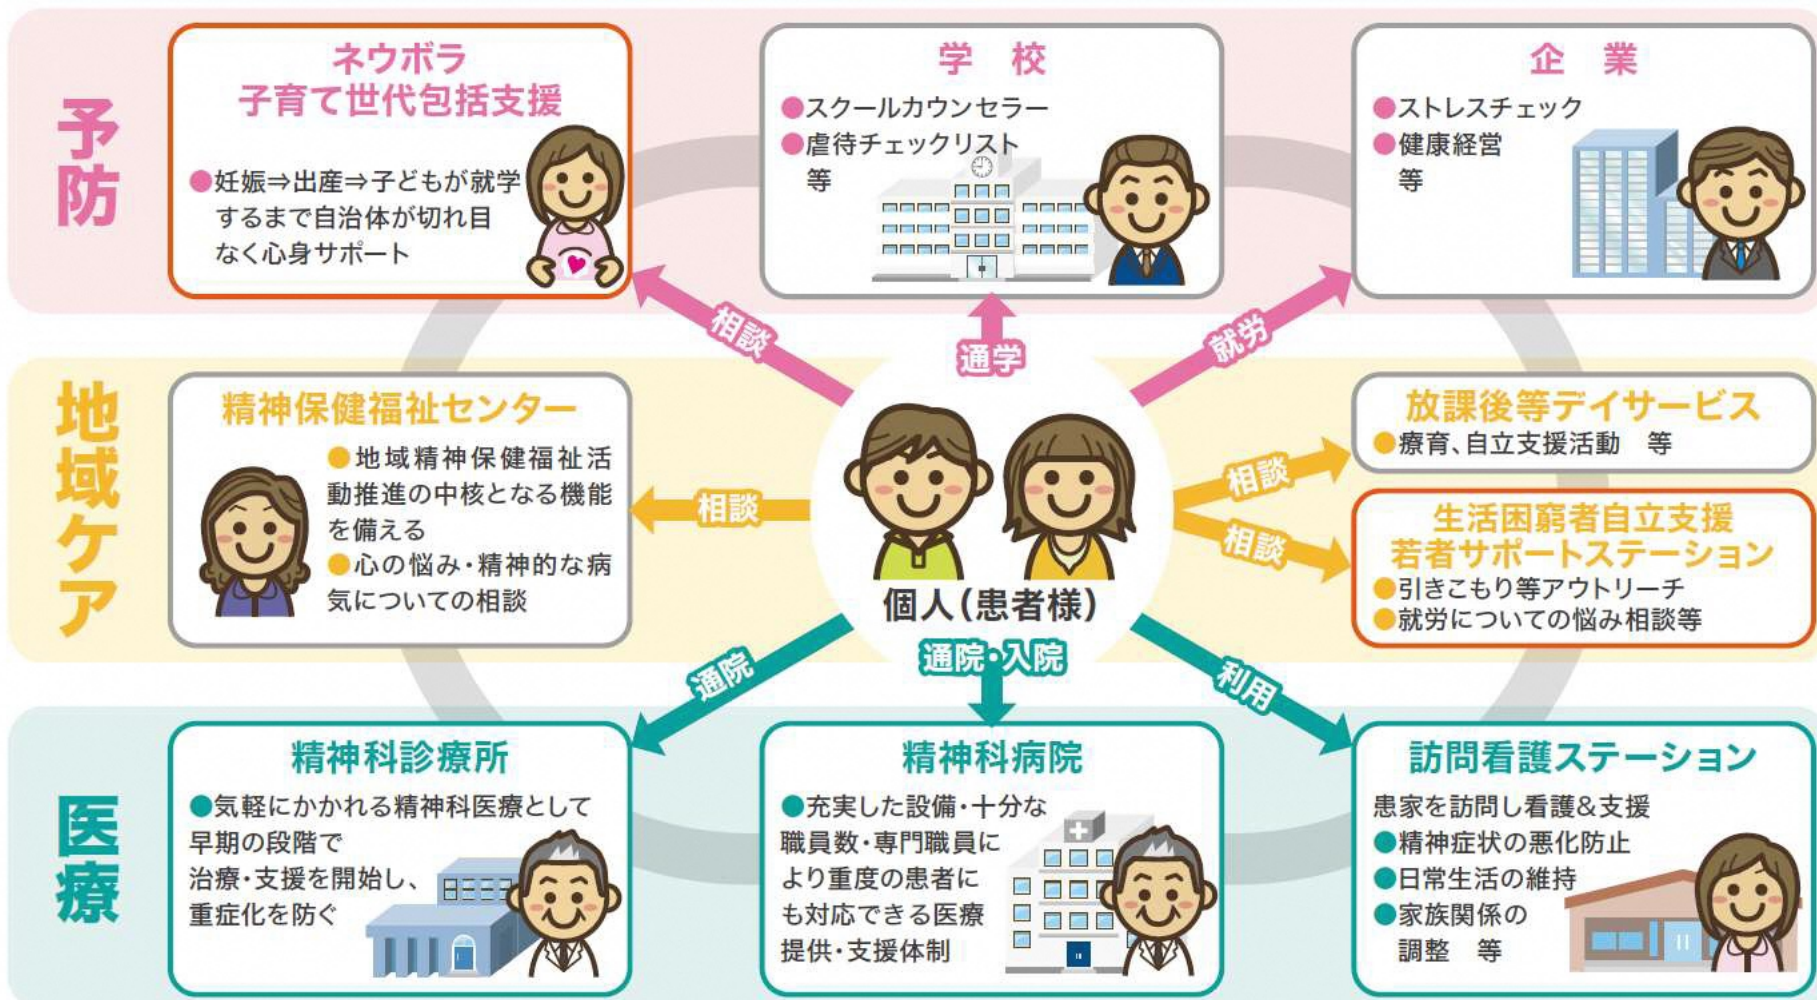 予防
ネウボラ
子育て世代包括支援
●妊娠⇒出産⇒子どもが就学
するまで自治体が切れ目
なく心身サポート
学 校
●スクールカウンセラー
●虐待チェックリスト
等
企 業
●ストレスチェック
●健康経営
等
相談
通学
就労
地域ケア
精神保健福祉センター
●地域精神保健福祉活
動推進の中核となる機能
を備える
●心の悩み・精神的な病
気についての相談
相談
個人(患者様)
相談
相談
放課後等デイサービス
●療育、自立支援活動 等
生活困窮者自立支援
若者サポートステーション
●引きこもり等アウトリーチ
●就労についての悩み相談等
通院
通院・入院
利用
医療
精神科診療所
●気軽にかかれる精神科医療として
早期の段階で
治療・支援を開始し、
重症化を防ぐ
精神科病院
●充実した設備・十分な
職員数・専門職員に
より重度の患者に
も対応できる医療
提供・支援体制
訪問看護ステーション
患家を訪問し看護&支援
●精神症状の悪化防止
●日常生活の維持
●家族関係の
調整 等